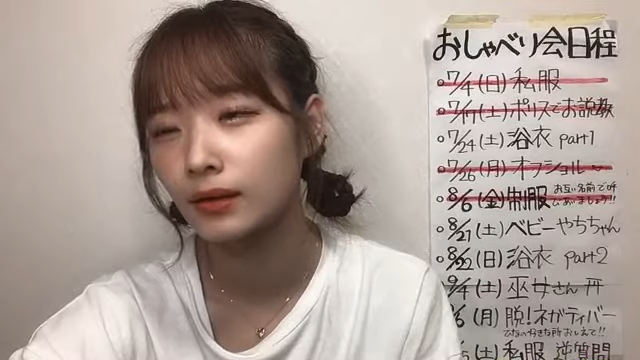 おしゃべり会日程
7/4(日)私服
7/17(土)ポリスでお説教
7/24(土)浴衣 part1
7/26(月)オフショル
8/6(金)制服 お互い名前で呼びあいましょう!!
8/21(土)ベビーやちちゃん
8/22(日)浴衣 part2
9/4(土)巫女さん
(月)脱!ネガティバー
(土)私服 逆質問